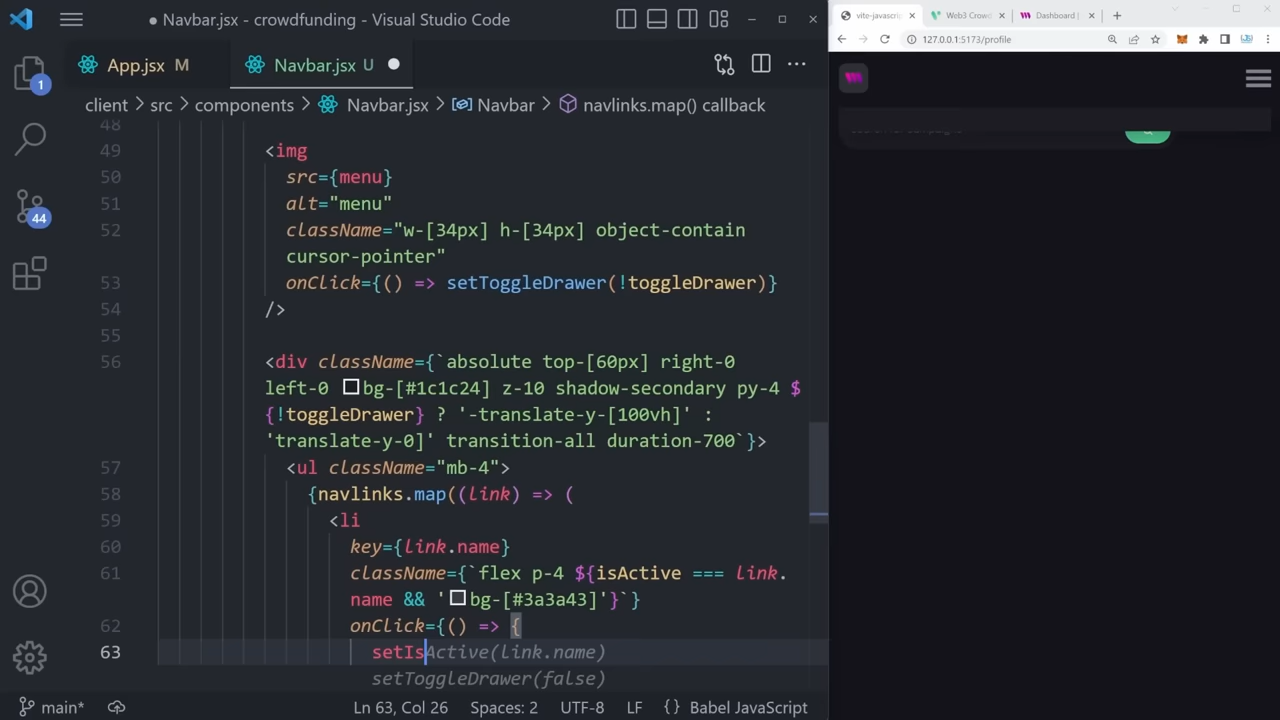 Navbar.jsx - crowdfunding - Visual Studio Code
App.jsx M
Navbar.jsx U
client > src > components > Navbar.jsx > Navbar > navlinks.map() callback
48
49 <img
50 src={menu}
51 alt="menu"
52 className="w-[34px] h-[34px] object-contain
cursor-pointer"
53 onClick={() => setToggleDrawer(!toggleDrawer)}
54 />
55
56 <div className={`absolute top-[60px] right-0
left-0 bg-[#1c1c24] z-10 shadow-secondary py-4 $
{!toggleDrawer} ? '-translate-y-[100vh]' :
'translate-y-0]' transition-all duration-700`}>
57 <ul className="mb-4">
58 {navlinks.map((link) => (
59 <li
60 key={link.name}
61 className={`flex p-4 ${isActive === link.
name && 'bg-[#3a3a43]'}`}
62 onClick={() => {
63 setIsActive(link.name)
setToggleDrawer(false)
1
44
main*
Ln 63, Col 26
Spaces: 2
UTF-8
LF
{} Babel JavaScript
vite-javascri
Web3 Crow
Dashboard |
127.0.0.1:5173/profile